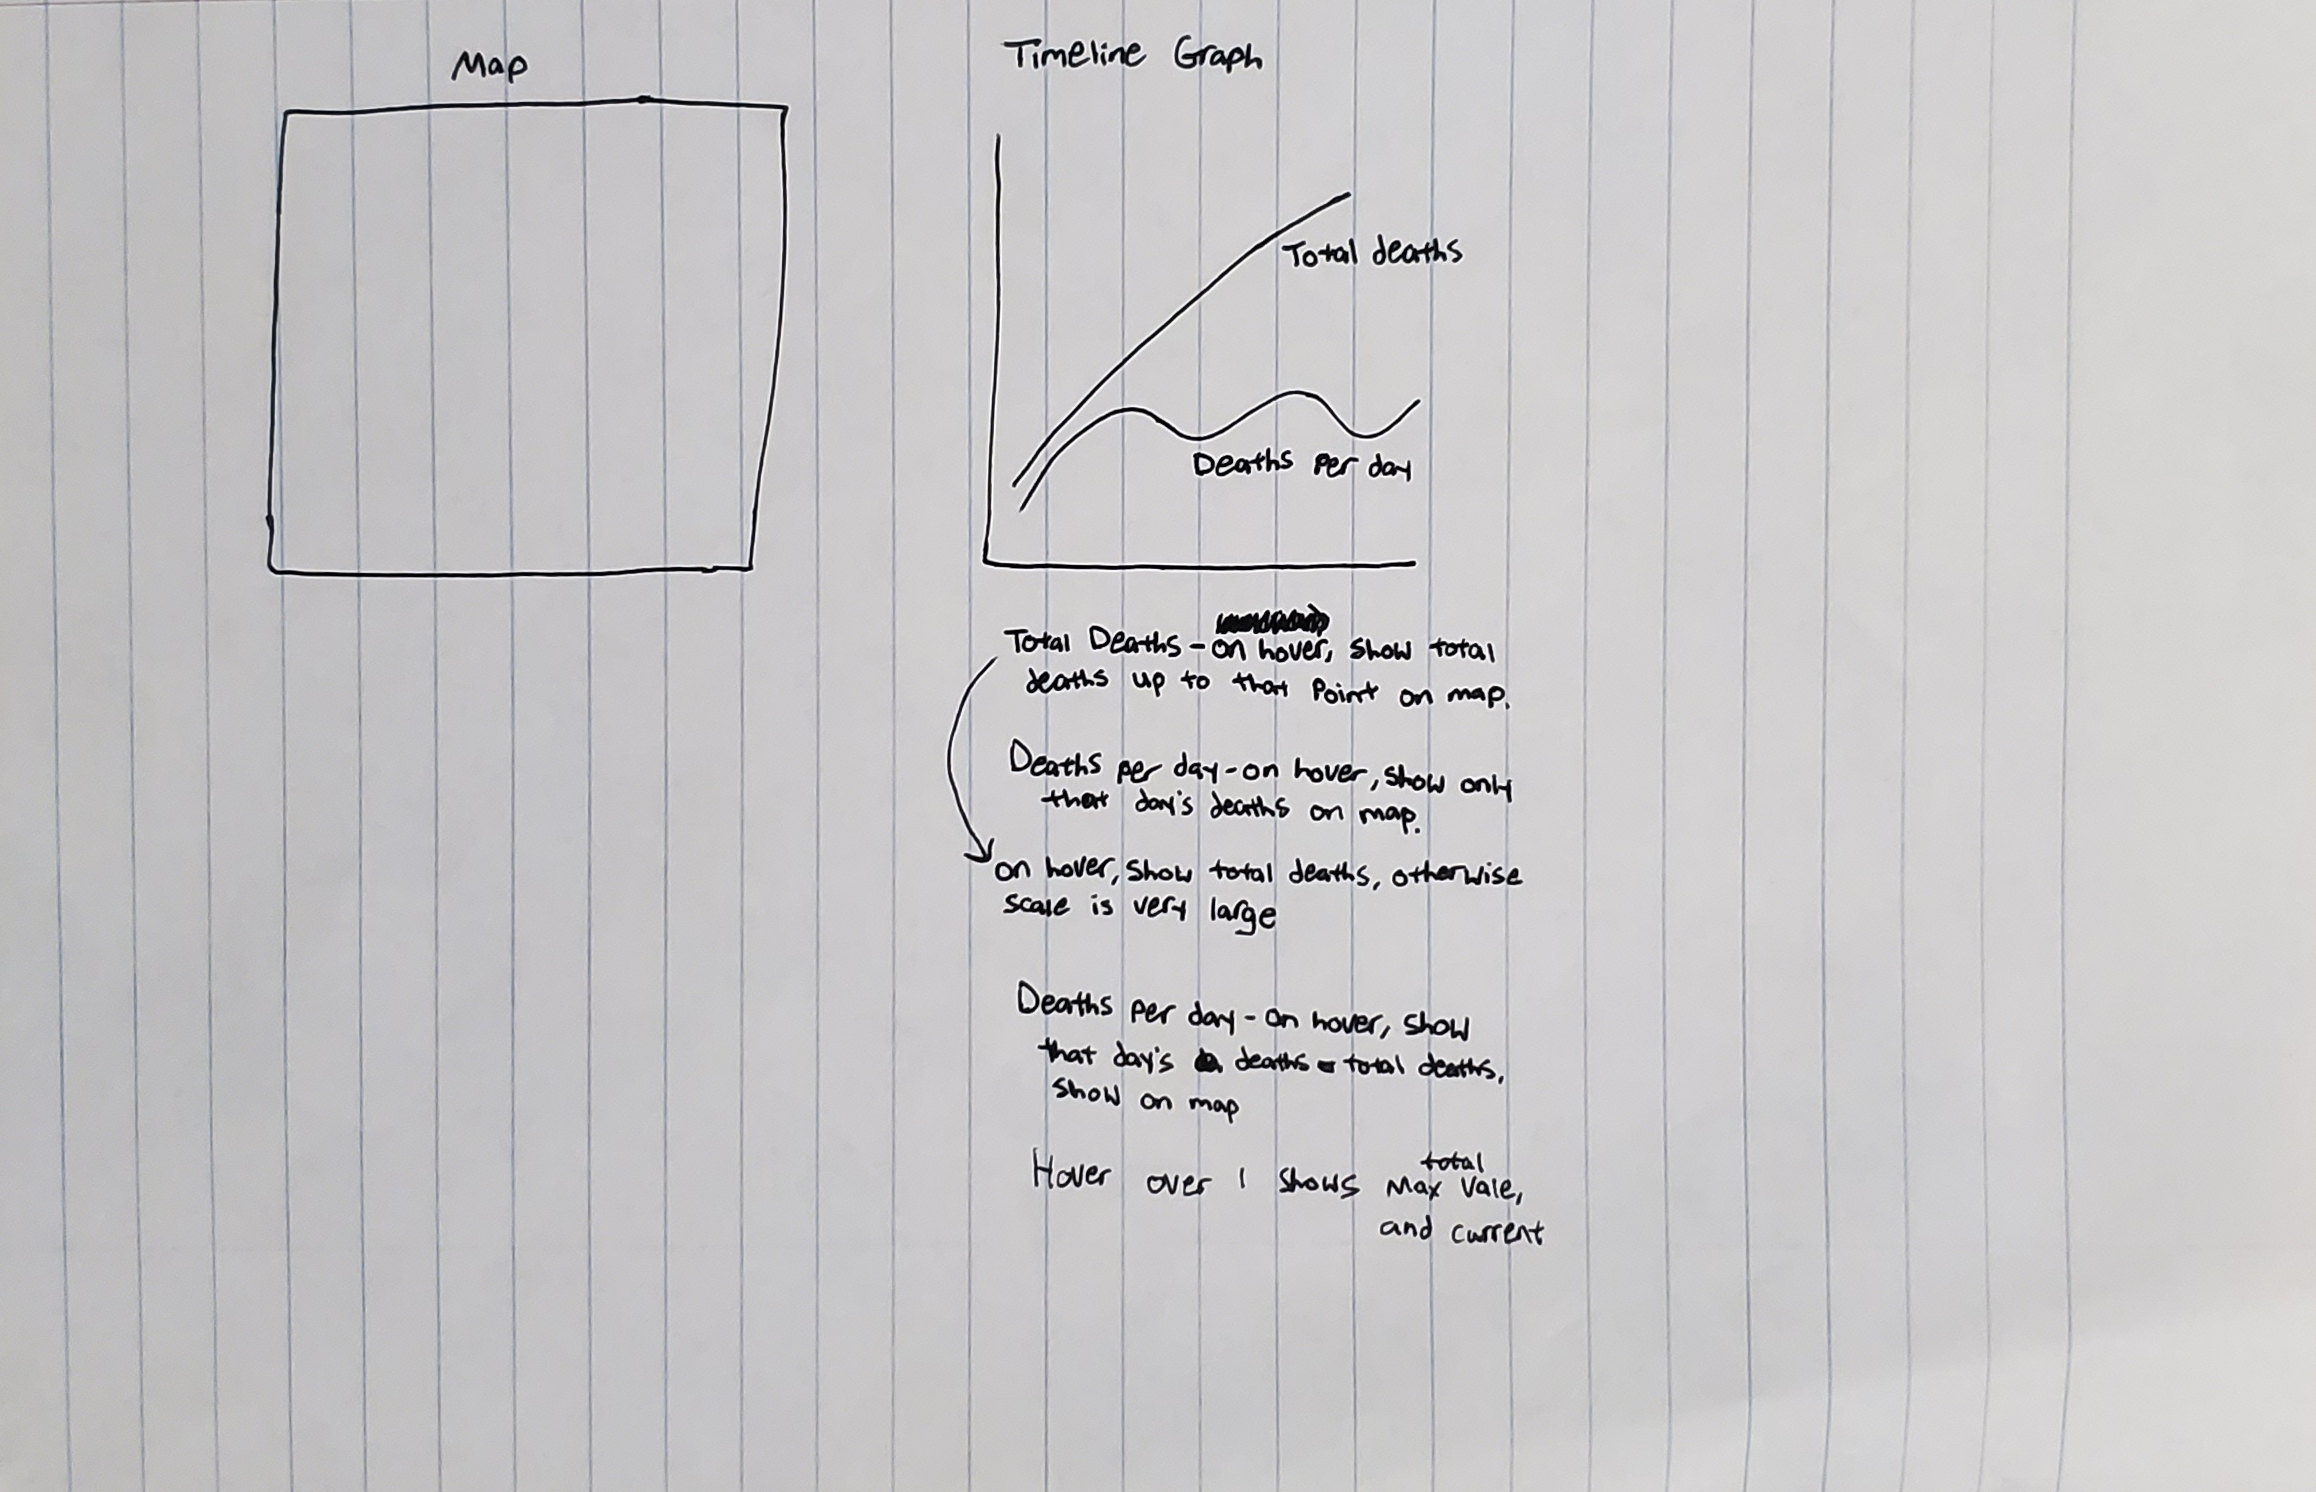 Map
Timeline Graph
Total deaths
Deaths per day
Total Deaths - on hover, show total
deaths up to that point on map.
Deaths per day - on hover, show only
that day's deaths on map.
on hover, show total deaths, otherwise
scale is very large
Deaths per day - on hover, show
that day's deaths - total deaths,
show on map
total
Hover over 1 shows Max Vale,
and current